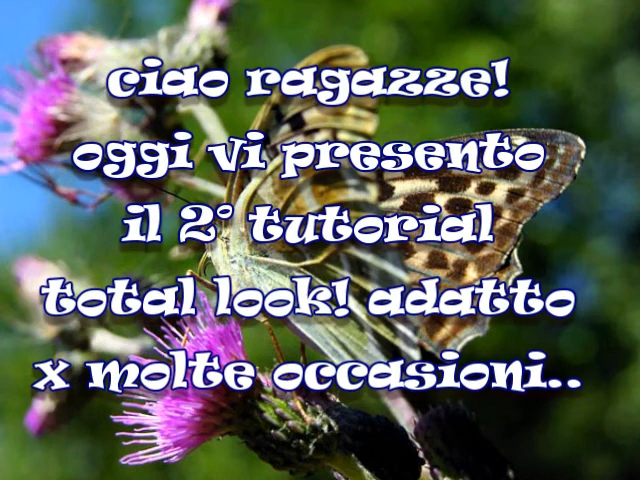 ciao ragazze!
oggi vi presento
il 2° tutorial
total look! adatto
x molte occasioni..